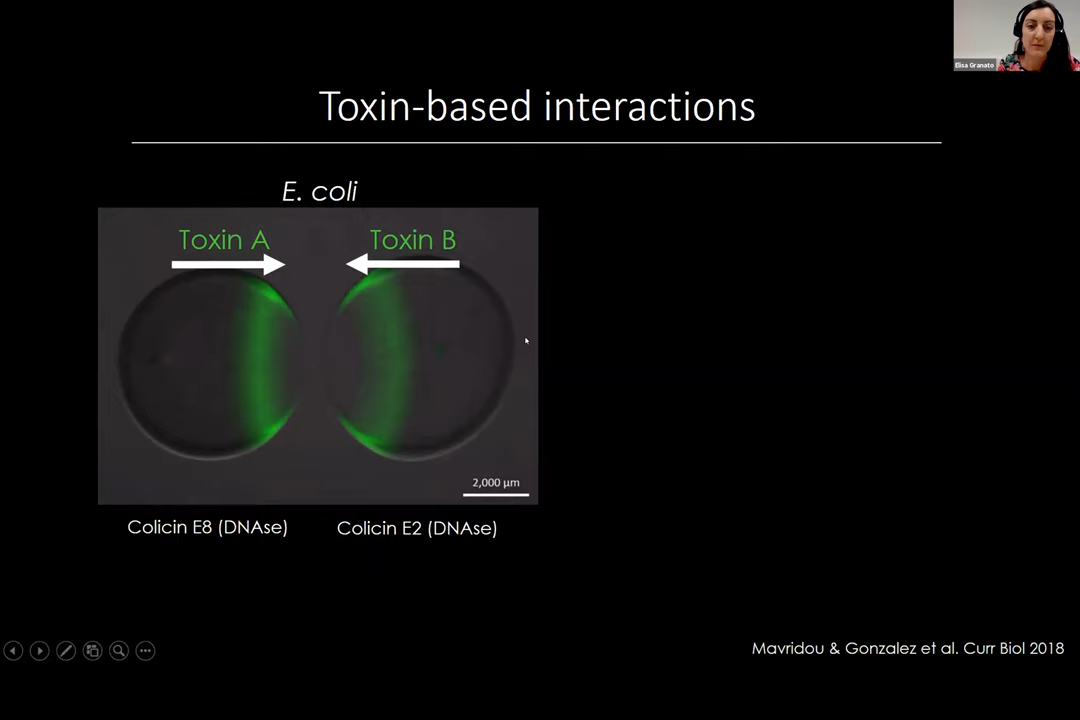 Elisa Granato
Toxin-based interactions
E. coli
Toxin A
Toxin B
2,000 µm
Colicin E8 (DNAse)
Colicin E2 (DNAse)
Mavridou & Gonzalez et al. Curr Biol 2018